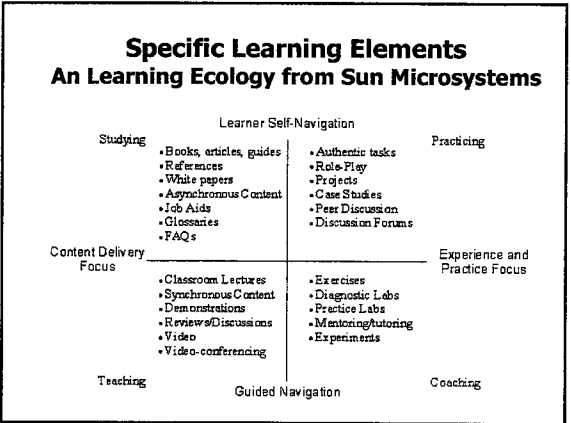 Specific Learning Elements
An Learning Ecology from Sun Microsystems
Learner Self-Navigation
Studying
Practicing
• Books, articles, guides
• References
• White papers
• Asynchronous Content
• Job Aids
• Glossaries
• FAQs
• Authentic tasks
• Role-Play
• Projects
• Case Studies
• Peer Discussion
• Discussion Forums
Content Delivery
Focus
Experience and
Practice Focus
• Classroom Lectures
• Synchronous Content
• Demonstrations
• Reviews/Discussions
• Video
• Video-conferencing
• Exercises
• Diagnostic Labs
• Practice Labs
• Mentoring/tutoring
• Experiments
Teaching
Guided Navigation
Coaching